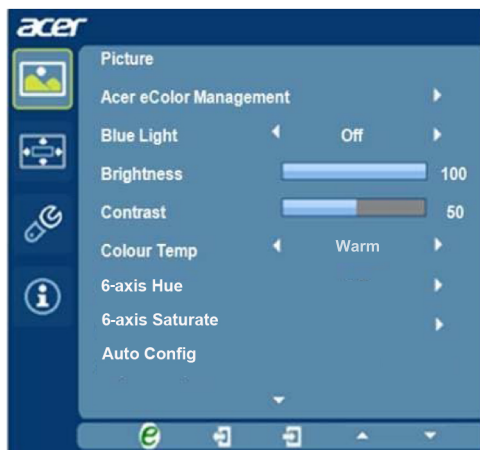 acer
Picture
Acer eColor Management
Blue Light Off
Brightness 100
Contrast 50
Colour Temp Warm
6-axis Hue
6-axis Saturate
Auto Config